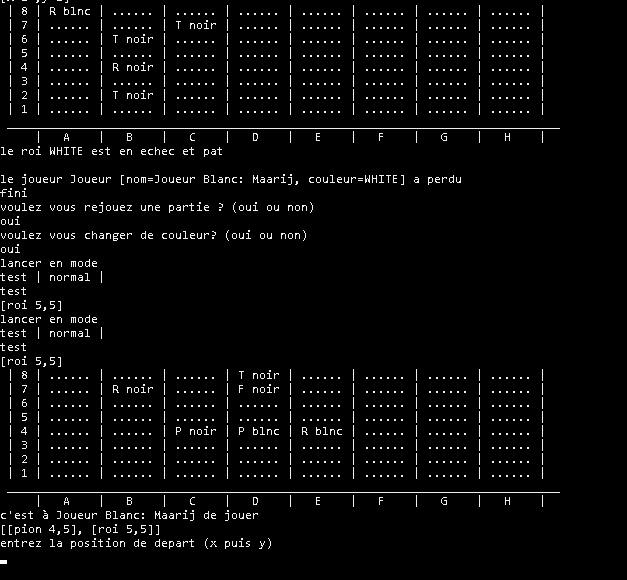 | 8 | R blnc | ...... | ...... | ...... | ...... | ...... | ...... | ...... |
| 7 | ...... | ...... | T noir | ...... | ...... | ...... | ...... | ...... |
| 6 | ...... | T noir | ...... | ...... | ...... | ...... | ...... | ...... |
| 5 | ...... | ...... | ...... | ...... | ...... | ...... | ...... | ...... |
| 4 | ...... | R noir | ...... | ...... | ...... | ...... | ...... | ...... |
| 3 | ...... | ...... | ...... | ...... | ...... | ...... | ...... | ...... |
| 2 | ...... | T noir | ...... | ...... | ...... | ...... | ...... | ...... |
| 1 | ...... | ...... | ...... | ...... | ...... | ...... | ...... | ...... |
| A | B | C | D | E | F | G | H |
le roi WHITE est en echec et pat
le joueur Joueur [nom=Joueur Blanc: Maarij, couleur=WHITE] a perdu
fini
voulez vous rejouez une partie ? (oui ou non)
oui
voulez vous changer de couleur? (oui ou non)
oui
lancer en mode
test | normal |
test
[roi 5,5]
lancer en mode
test | normal |
test
[roi 5,5]
| 8 | ...... | ...... | ...... | T noir | ...... | ...... | ...... | ...... |
| 7 | ...... | R noir | ...... | F noir | ...... | ...... | ...... | ...... |
| 6 | ...... | ...... | ...... | ...... | ...... | ...... | ...... | ...... |
| 5 | ...... | ...... | ...... | ...... | ...... | ...... | ...... | ...... |
| 4 | ...... | ...... | P noir | P blnc | R blnc | ...... | ...... | ...... |
| 3 | ...... | ...... | ...... | ...... | ...... | ...... | ...... | ...... |
| 2 | ...... | ...... | ...... | ...... | ...... | ...... | ...... | ...... |
| 1 | ...... | ...... | ...... | ...... | ...... | ...... | ...... | ...... |
| A | B | C | D | E | F | G | H |
c'est à Joueur Blanc: Maarij de jouer
[[pion 4,5], [roi 5,5]]
entrez la position de depart (x puis y)